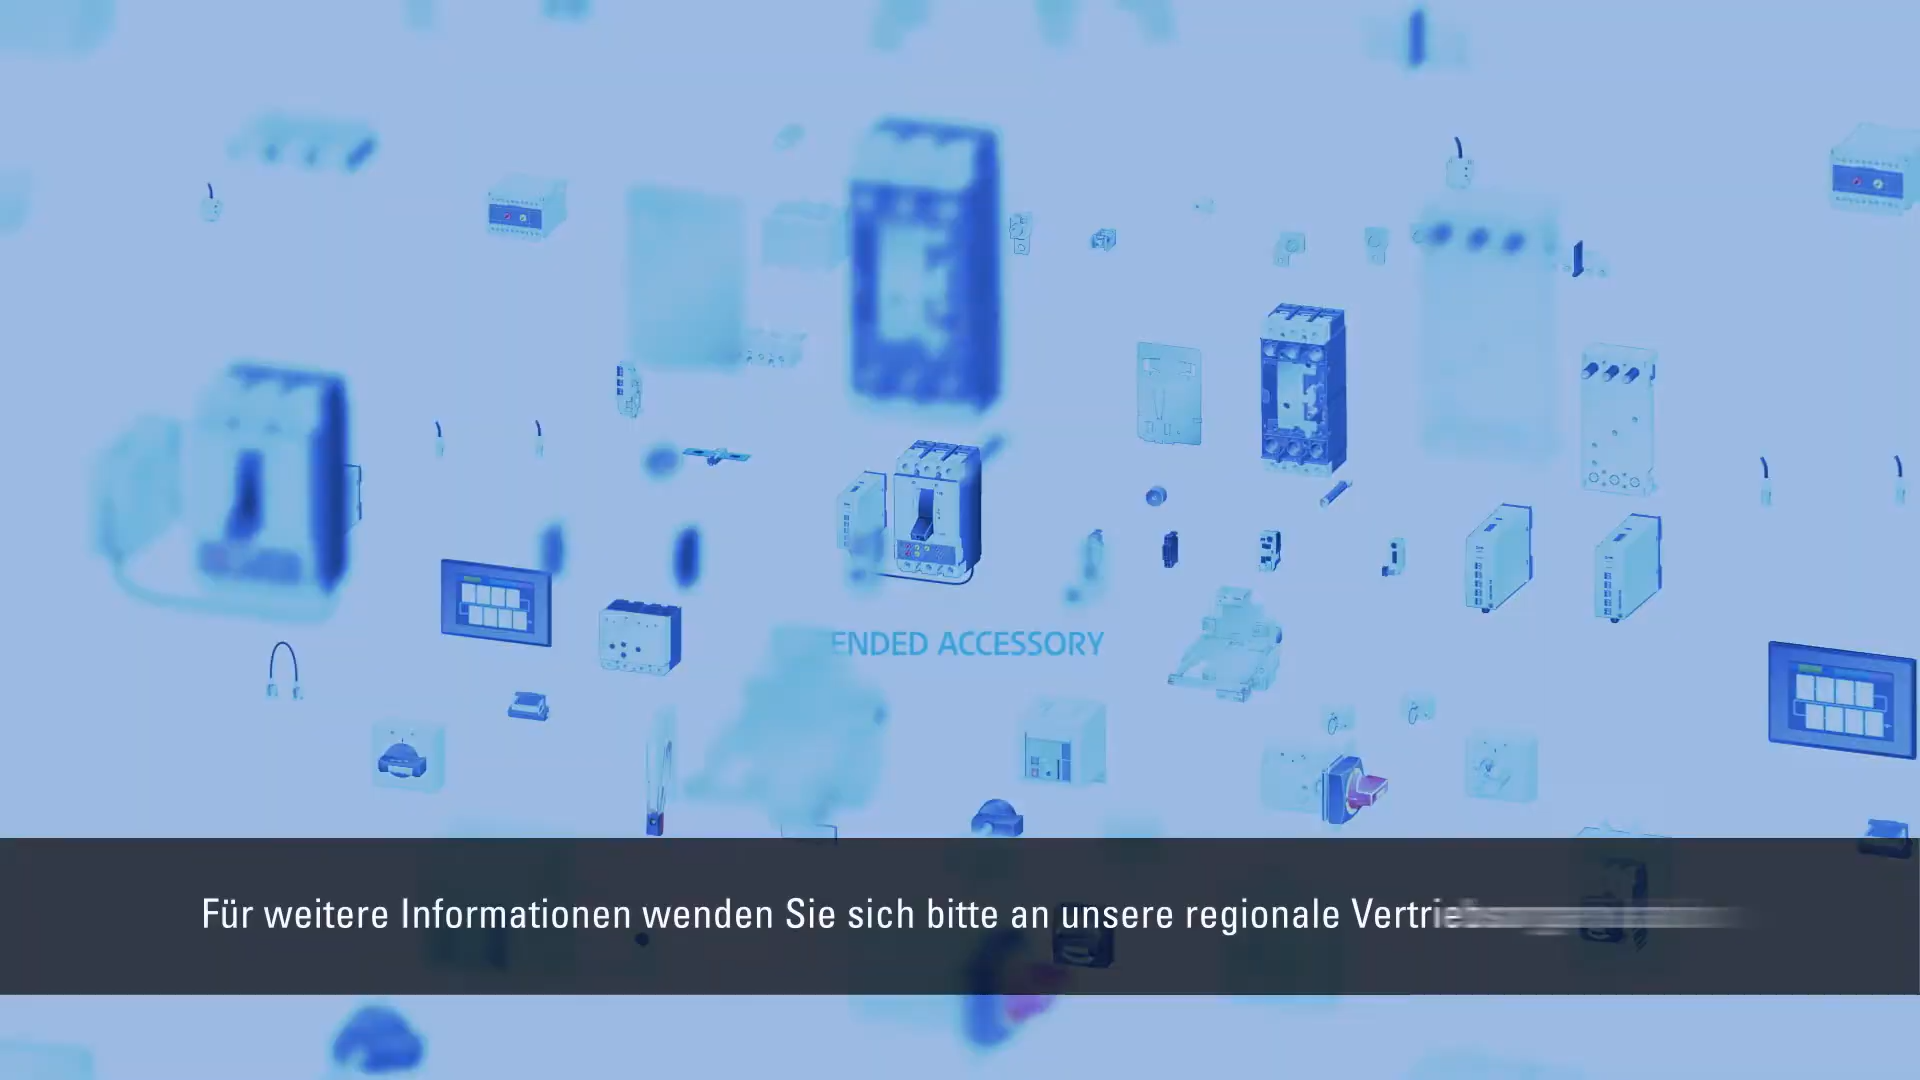 ENDED ACCESSORY
Für weitere Informationen wenden Sie sich bitte an unsere regionale